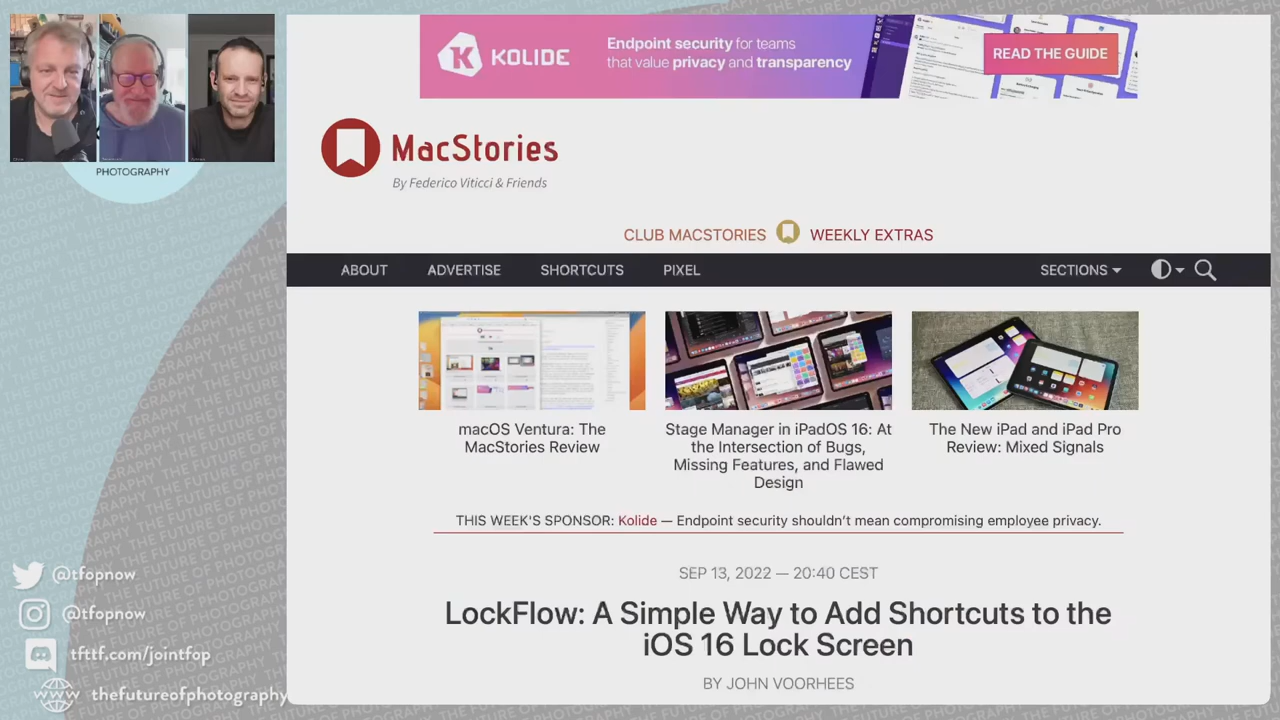 KOLIDE
Endpoint security for teams
that value privacy and transparency
READ THE GUIDE
MacStories
By Federico Viticci & Friends
PHOTOGRAPHY
CLUB MACSTORIES
WEEKLY EXTRAS
ABOUT
ADVERTISE
SHORTCUTS
PIXEL
SECTIONS
macOS Ventura: The
MacStories Review
Stage Manager in iPadOS 16: At
the Intersection of Bugs,
Missing Features, and Flawed
Design
The New iPad and iPad Pro
Review: Mixed Signals
THIS WEEK'S SPONSOR: Kolide — Endpoint security shouldn't mean compromising employee privacy.
SEP 13, 2022 — 20:40 CEST
LockFlow: A Simple Way to Add Shortcuts to the
iOS 16 Lock Screen
BY JOHN VOORHEES
@tfopnow
@tfopnow
tfttf.com/jointfop
www
thefutureofphotography
THE FUTURE OF PHOTOGRAPHY